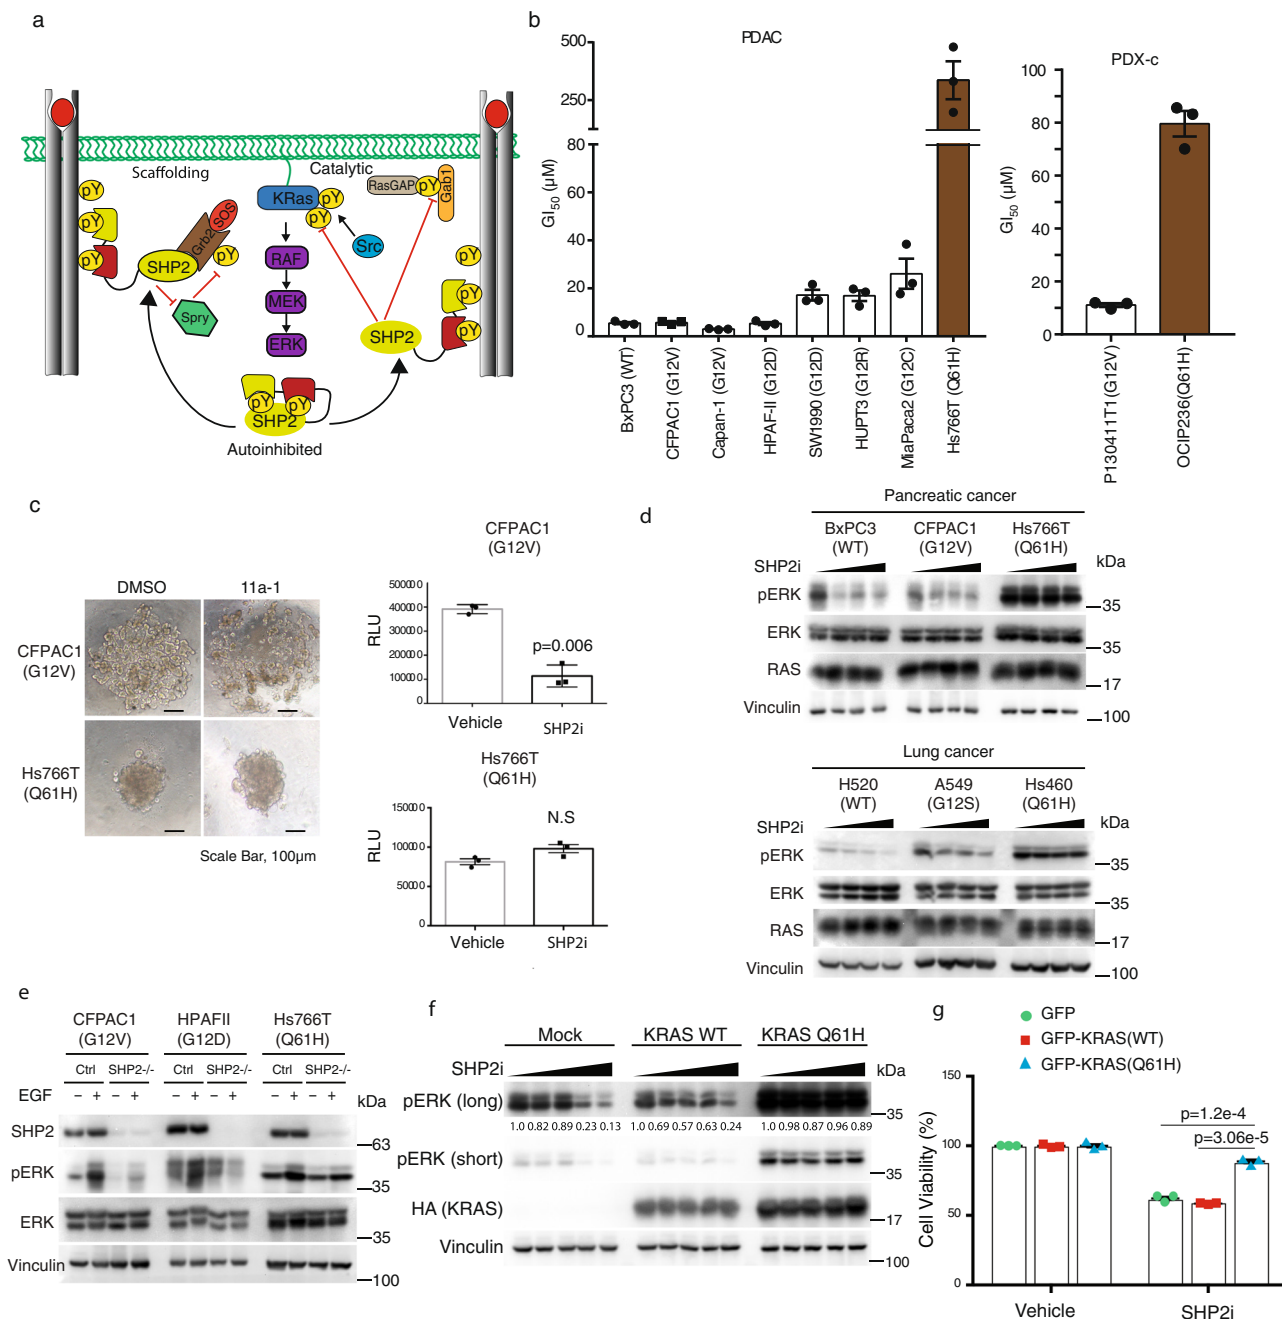 a
Scaffolding
Catalytic
pY
pY
pY
SHP2
Grb2
SOS
pY
Spry
KRas
pY
pY
Src
RAF
MEK
ERK
RasGAP
pY
Gab1
SHP2
pY
pY
pY
pY
pY
SHP2
Autoinhibited
b
PDAC
GI50 (µM)
500
250
80
60
40
20
0
BxPC3 (WT)
CFPAC1 (G12V)
Capan-1 (G12V)
HPAF-II (G12D)
SW1990 (G12D)
HUPT3 (G12R)
MiaPaca2 (G12C)
Hs766T (Q61H)
PDX-c
GI50 (µM)
100
80
60
40
20
0
P130411T1(G12V)
OCIP236(Q61H)
c
DMSO
11a-1
CFPAC1
(G12V)
Hs766T
(Q61H)
Scale Bar, 100µm
CFPAC1
(G12V)
RLU
500000
400000
300000
200000
100000
0
p=0.006
Vehicle
SHP2i
Hs766T
(Q61H)
RLU
150000
100000
50000
0
N.S
Vehicle
SHP2i
d
Pancreatic cancer
BxPC3
(WT)
CFPAC1
(G12V)
Hs766T
(Q61H)
SHP2i
kDa
pERK
35
ERK
35
RAS
17
Vinculin
100
Lung cancer
H520
(WT)
A549
(G12S)
Hs460
(Q61H)
SHP2i
kDa
pERK
35
ERK
35
RAS
17
Vinculin
100
e
CFPAC1
(G12V)
HPAFII
(G12D)
Hs766T
(Q61H)
Ctrl SHP2-/- Ctrl SHP2-/- Ctrl SHP2-/-
EGF − + − + − + − + − + − + kDa
SHP2
63
pERK
35
ERK
35
Vinculin
100
f
Mock
KRAS WT
KRAS Q61H
SHP2i
kDa
pERK (long)
35
1.0 0.82 0.89 0.23 0.13 1.0 0.69 0.57 0.63 0.24 1.0 0.98 0.87 0.96 0.89
pERK (short)
35
HA (KRAS)
17
Vinculin
100
g
GFP
GFP-KRAS(WT)
GFP-KRAS(Q61H)
Cell Viability (%)
150
100
50
0
p=1.2e-4
p=3.06e-5
Vehicle
SHP2i